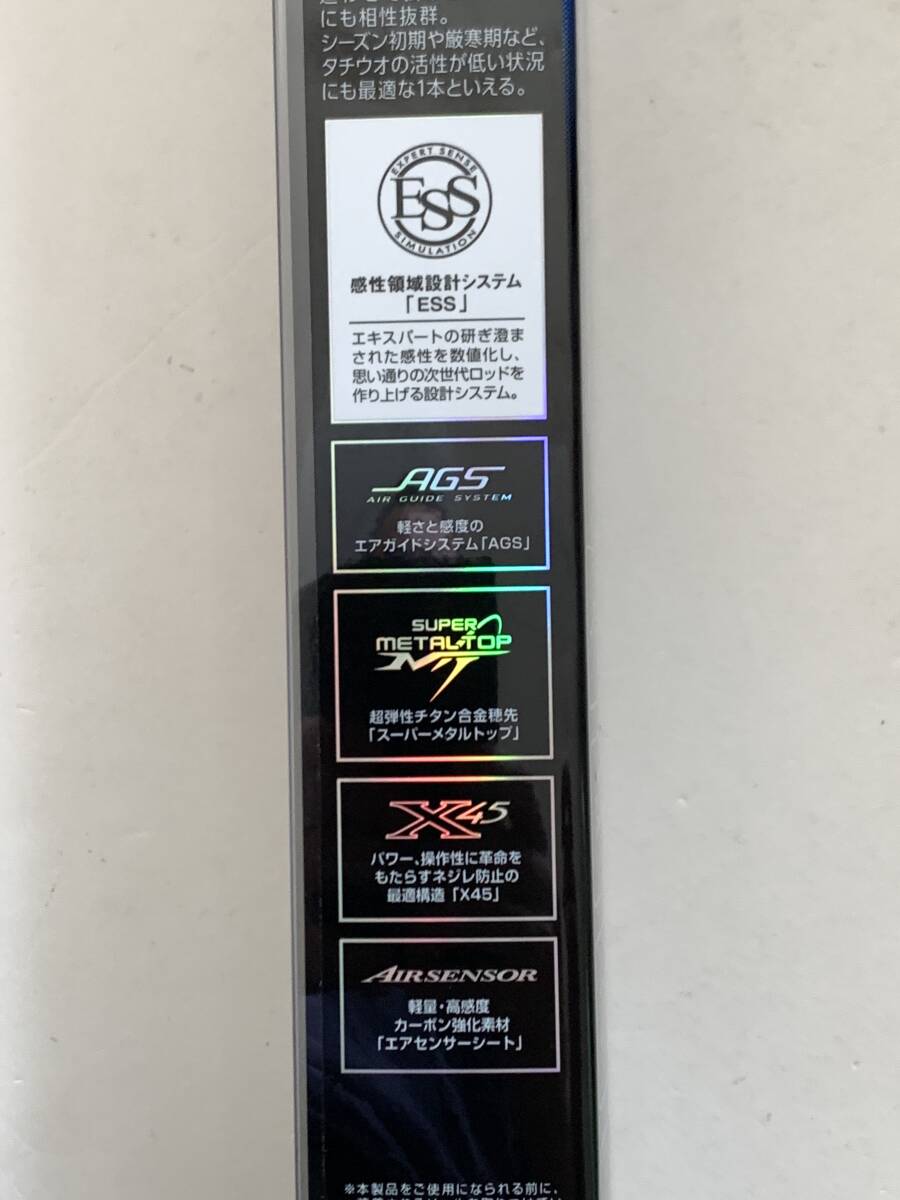 にも相性抜群。
シーズン初期や厳寒期など、
タチウオの活性が低い状況
にも最適な1本といえる。
EXPERT SENSE
ESS
SIMULATION
感性領域設計システム
「ESS」
エキスパートの研ぎ澄ま
された感性を数値化し、
思い通りの次世代ロッドを
作り上げる設計システム。
AGS
AIR GUIDE SYSTEM
軽さと感度の
エアガイドシステム「AGS」
SUPER
METAL TOP
MT
超弾性チタン合金穂先
「スーパーメタルトップ」
X45
パワー、操作性に革命を
もたらすネジレ防止の
最適構造「X45」
AIRSENSOR
軽量・高感度
カーボン強化素材
「エアセンサーシート」
※本製品をご使用になられる前に、